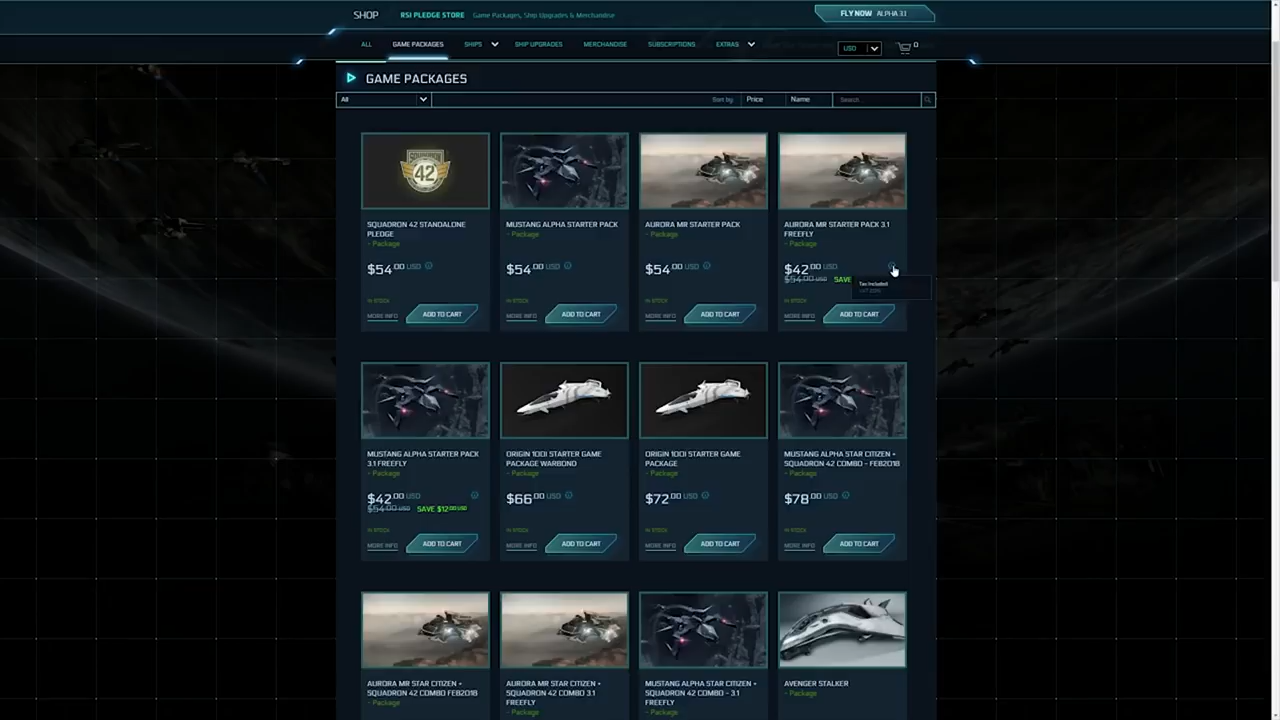 SHOP
RSI PLEDGE STORE
Game Packages, Ship Upgrades & Merchandise
FLY NOW ALPHA 3.1
ALL
GAME PACKAGES
SHIPS
SHIP UPGRADES
MERCHANDISE
SUBSCRIPTIONS
EXTRAS
USD
0
GAME PACKAGES
All
Sort by:
Price
Name
Search...
SQUADRON 42
SQUADRON 42 STANDALONE
PLEDGE
- Package
$54.00 USD
IN STOCK
MORE INFO
ADD TO CART
MUSTANG ALPHA STARTER PACK
- Package
$54.00 USD
IN STOCK
MORE INFO
ADD TO CART
AURORA MR STARTER PACK
- Package
$54.00 USD
IN STOCK
MORE INFO
ADD TO CART
AURORA MR STARTER PACK 3.1
FREEFLY
- Package
$42.00 USD
$54.00 USD SAVE
Tax Included
IN STOCK
MORE INFO
ADD TO CART
MUSTANG ALPHA STARTER PACK
3.1 FREEFLY
- Package
$42.00 USD
$54.00 USD SAVE $12.00 USD
IN STOCK
MORE INFO
ADD TO CART
ORIGIN 100I STARTER GAME
PACKAGE WARBOND
- Package
$66.00 USD
IN STOCK
MORE INFO
ADD TO CART
ORIGIN 100I STARTER GAME
PACKAGE
- Package
$72.00 USD
IN STOCK
MORE INFO
ADD TO CART
MUSTANG ALPHA STAR CITIZEN +
SQUADRON 42 COMBO - FEB2018
- Package
$78.00 USD
IN STOCK
MORE INFO
ADD TO CART
AURORA MR STAR CITIZEN +
SQUADRON 42 COMBO FEB2018
- Package
AURORA MR STAR CITIZEN +
SQUADRON 42 COMBO 3.1
FREEFLY
- Package
MUSTANG ALPHA STAR CITIZEN +
SQUADRON 42 COMBO - 3.1
FREEFLY
- Package
AVENGER STALKER
- Package